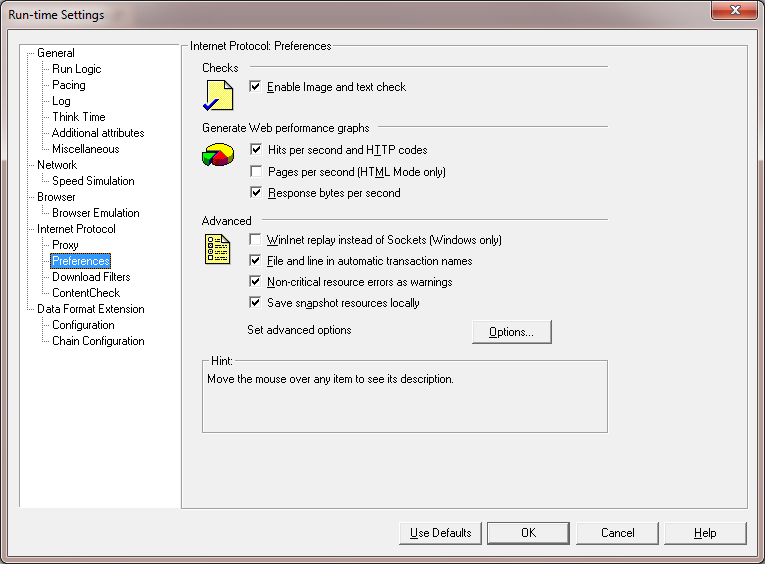 Run-time Settings
General
Run Logic
Pacing
Log
Think Time
Additional attributes
Miscellaneous
Network
Speed Simulation
Browser
Browser Emulation
Internet Protocol
Proxy
Preferences
Download Filters
ContentCheck
Data Format Extension
Configuration
Chain Configuration
Internet Protocol: Preferences
Checks
Enable Image and text check
Generate Web performance graphs
Hits per second and HTTP codes
Pages per second (HTML Mode only)
Response bytes per second
Advanced
WinInet replay instead of Sockets (Windows only)
File and line in automatic transaction names
Non-critical resource errors as warnings
Save snapshot resources locally
Set advanced options
Options...
Hint:
Move the mouse over any item to see its description.
Use Defaults
OK
Cancel
Help